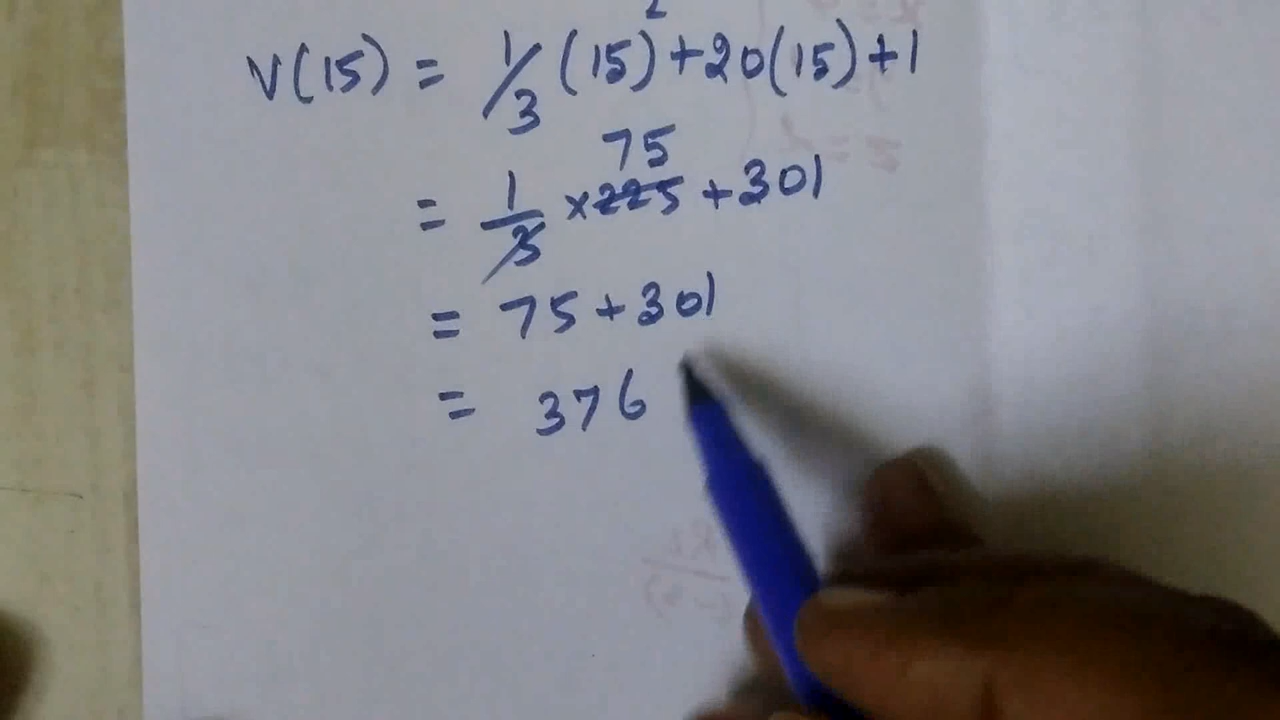 V(15) = 1/3 (15)² + 20(15) + 1
75
= 1/3 × 225 + 301
= 75 + 301
= 376